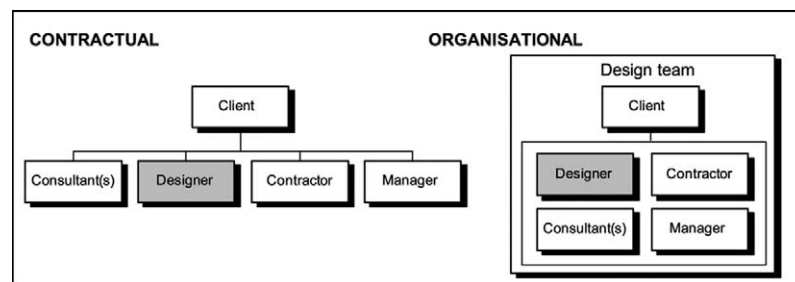 CONTRACTUAL
Client
Consultant(s) Designer Contractor Manager
ORGANISATIONAL
Design team
Client
Designer Contractor
Consultant(s) Manager